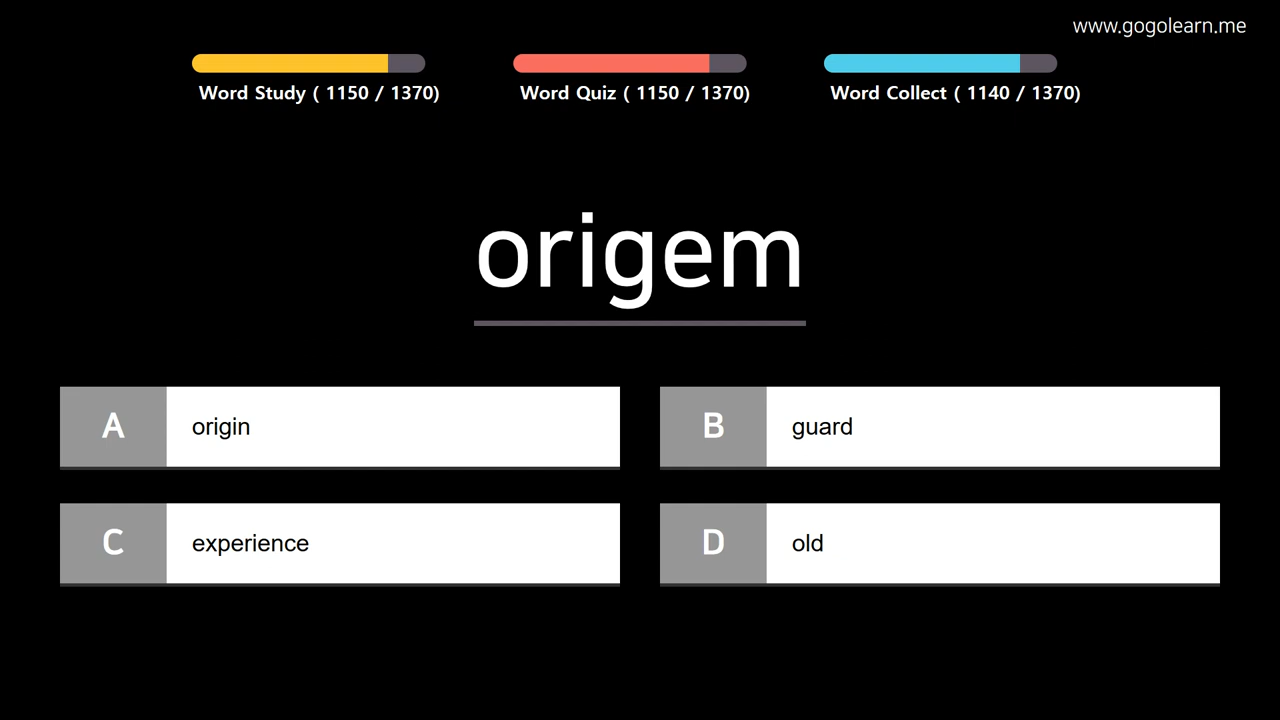 www.gogolearn.me
Word Study ( 1150 / 1370)
Word Quiz ( 1150 / 1370)
Word Collect ( 1140 / 1370)
origem
A origin
B guard
C experience
D old